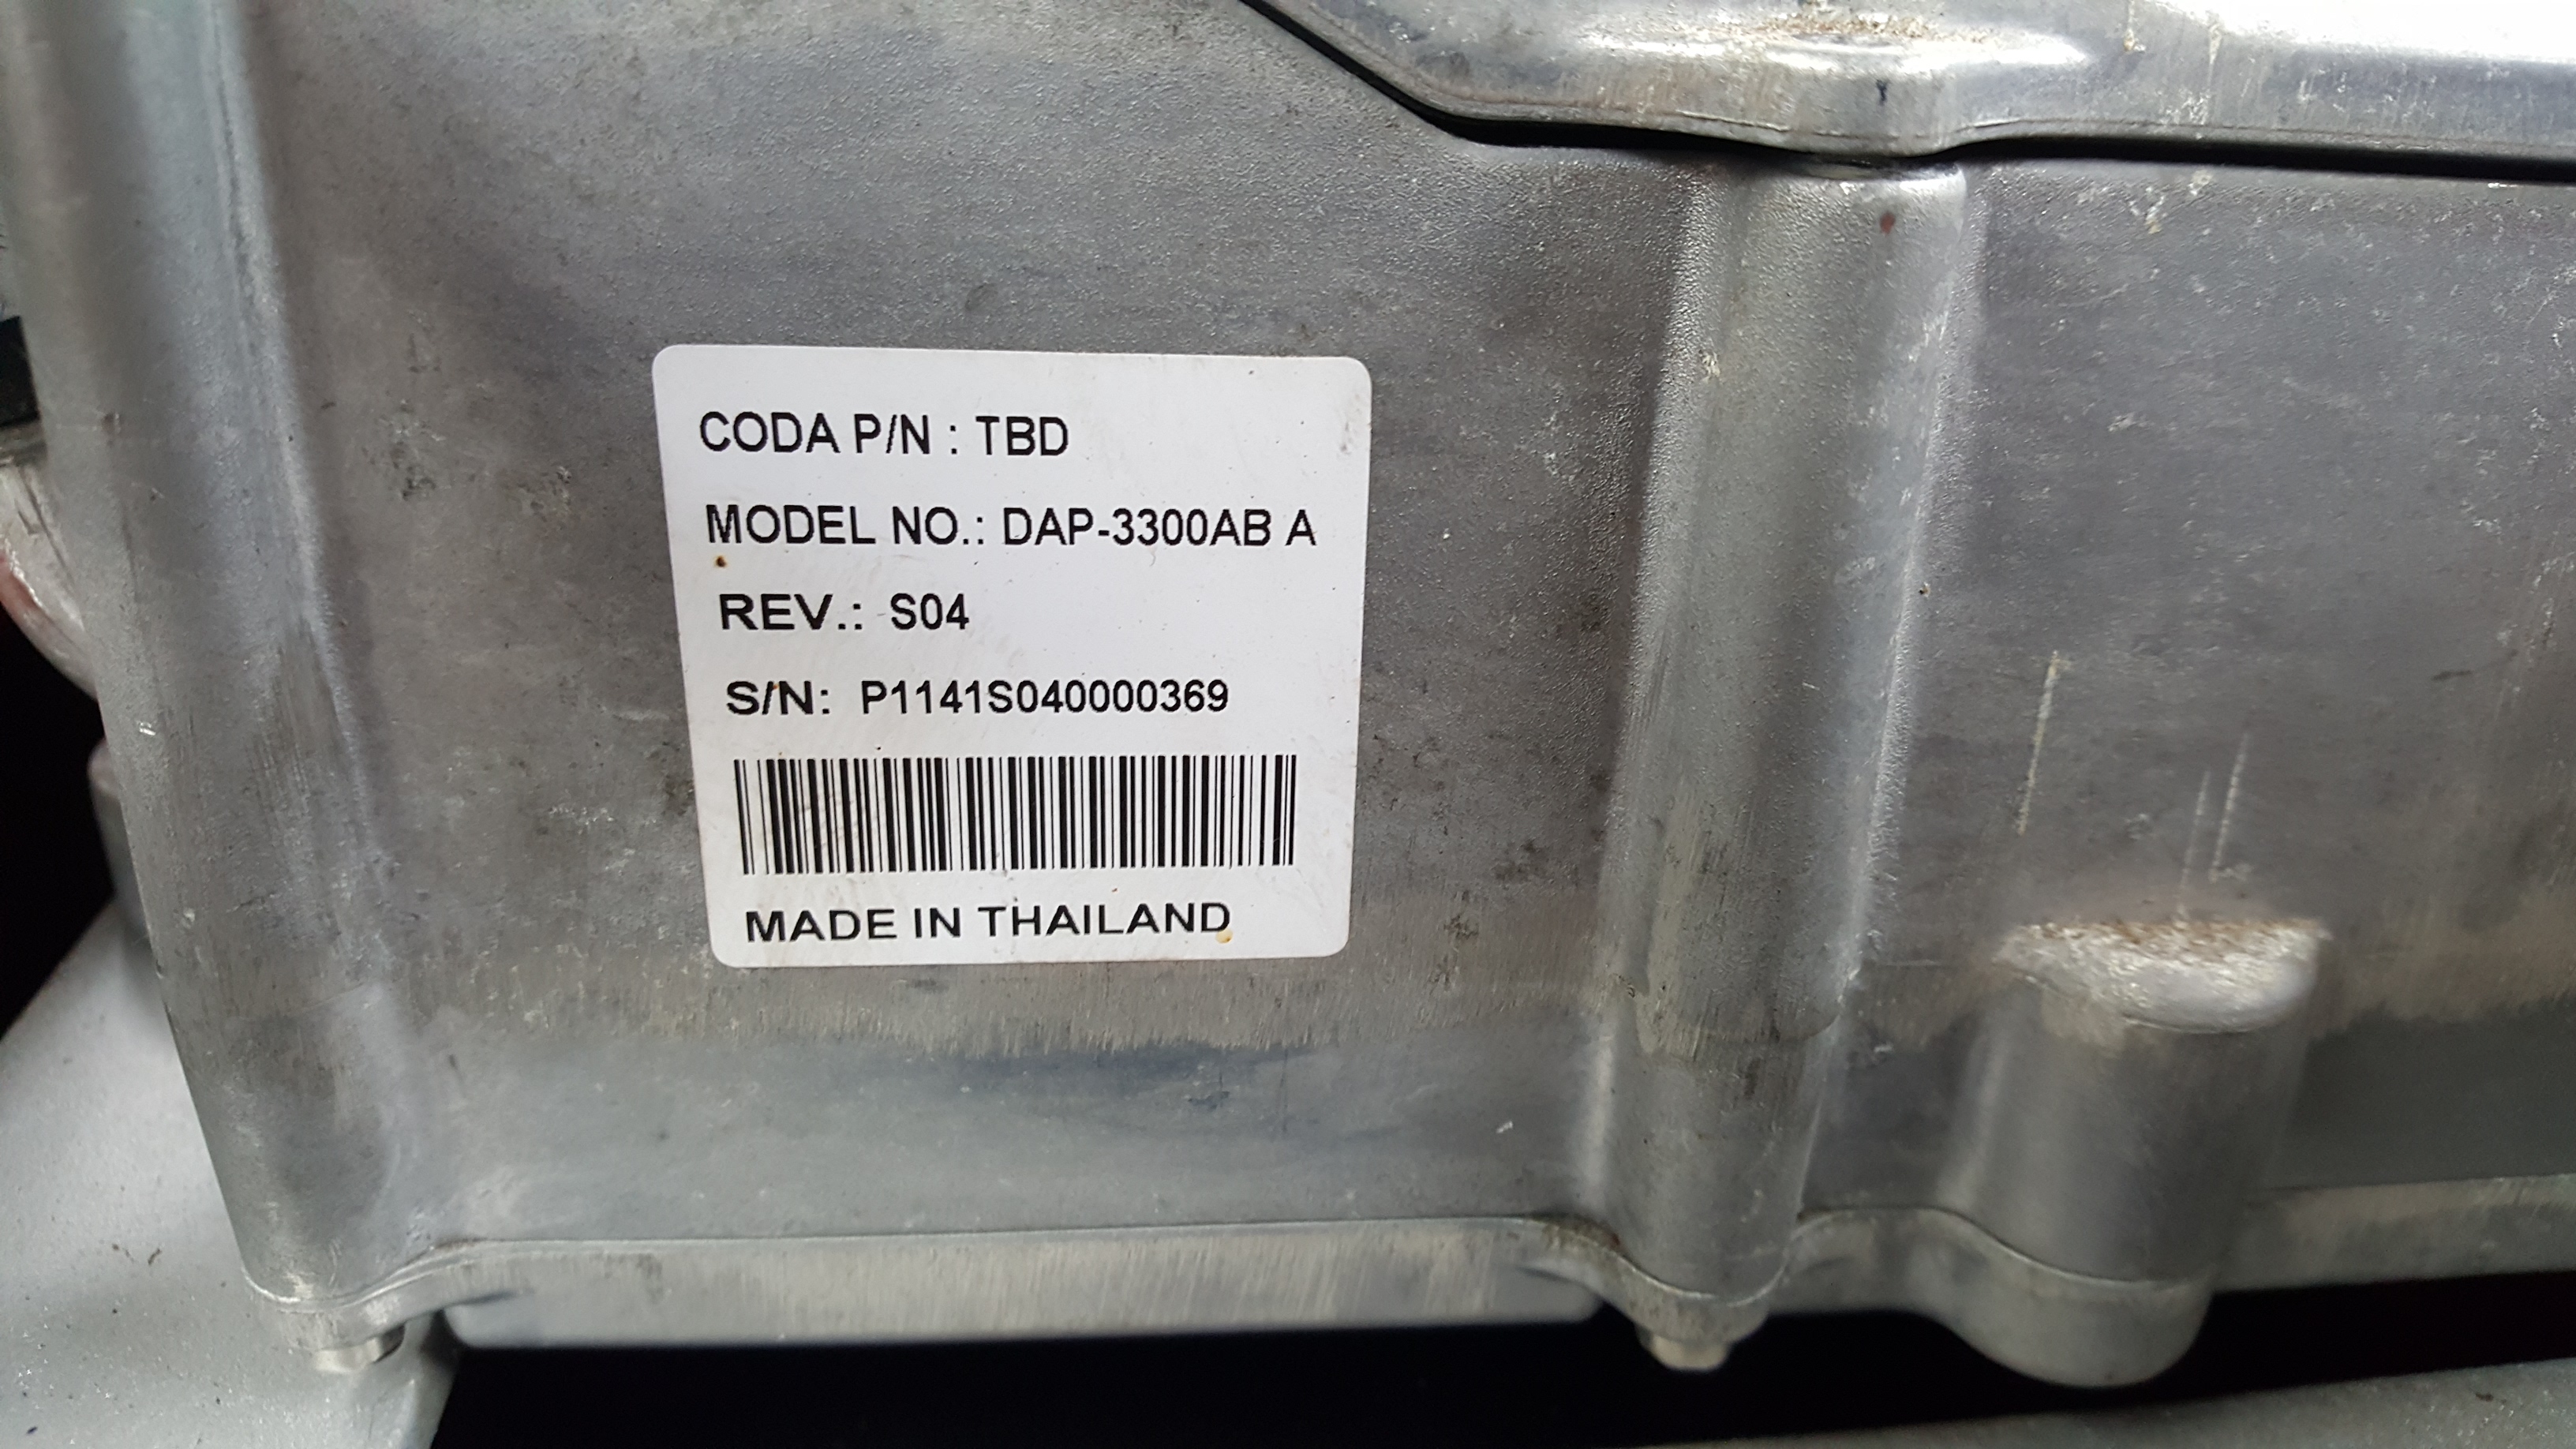 CODA P/N : TBD
MODEL NO.: DAP-3300AB A
REV.: S04
S/N: P1141S040000369
MADE IN THAILAND